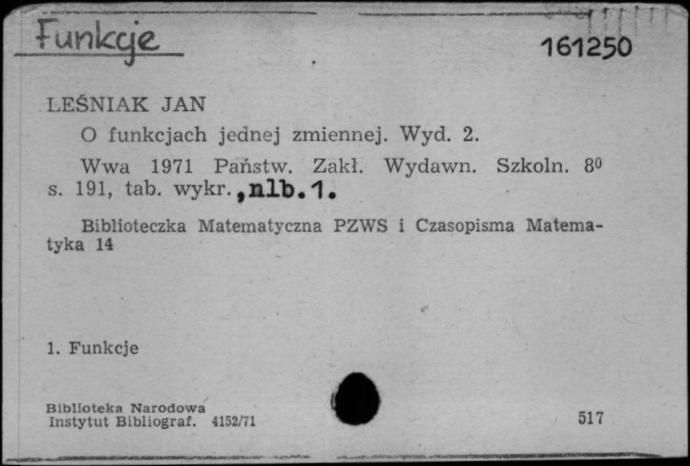 Funkcje
161250
LEŚNIAK JAN
O funkcjach jednej zmiennej. Wyd. 2.
Wwa 1971 Państw. Zakł. Wydawn. Szkoln. 8⁰
s. 191, tab. wykr. ,nlb.1.
Biblioteczka Matematyczna PZWS i Czasopisma Matema-
tyka 14
1. Funkcje
Biblioteka Narodowa
Instytut Bibliograf. 4152/71
517